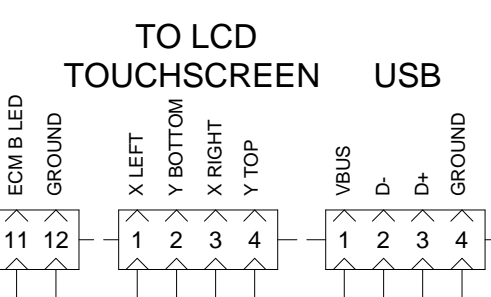 TO LCD
TOUCHSCREEN
USB
ECM B LED
GROUND
X LEFT
Y BOTTOM
X RIGHT
Y TOP
VBUS
D-
D+
GROUND
11 12 1 2 3 4 1 2 3 4